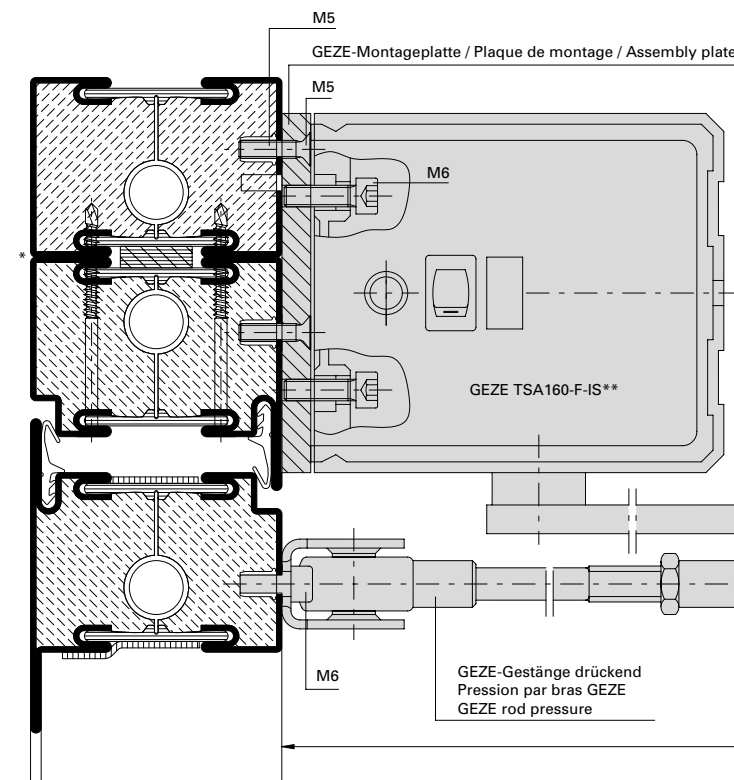 M5
GEZE-Montageplatte / Plaque de montage / Assembly plate
M5
M6
*
GEZE TSA160-F-IS**
M6
GEZE-Gestänge drückend
Pression par bras GEZE
GEZE rod pressure